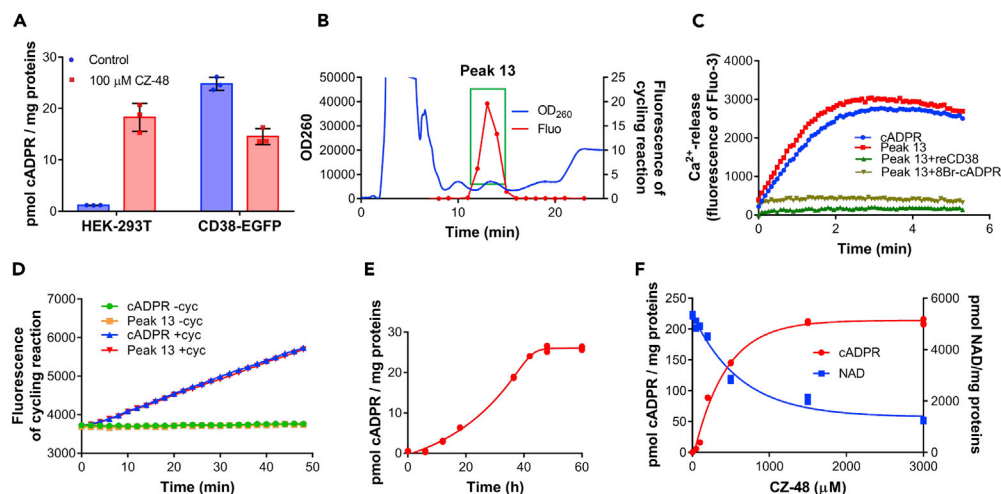 A
pmol cADPR / mg proteins
30
20
10
0
Control
100 μM CZ-48
HEK-293T
CD38-EGFP
B
Peak 13
OD260
50000
40000
30000
20000
10000
0
OD260
Fluo
25
20
15
10
5
0
Fluorescence of
cycling reaction
0
10
20
Time (min)
C
Ca2+-release
(fluorescence of Fluo-3)
4000
3000
2000
1000
0
cADPR
Peak 13
Peak 13+reCD38
Peak 13+8Br-cADPR
0
2
4
6
Time (min)
D
Fluorescence
of cycling reaction
7000
6000
5000
4000
3000
cADPR -cyc
Peak 13 -cyc
cADPR +cyc
Peak 13 +cyc
0
10
20
30
40
50
Time (min)
E
pmol cADPR / mg proteins
30
20
10
0
0
20
40
60
Time (h)
F
pmol cADPR / mg proteins
250
200
150
100
50
0
cADPR
NAD
6000
4000
2000
0
pmol NAD/mg proteins
0
1000
2000
3000
CZ-48 (μM)